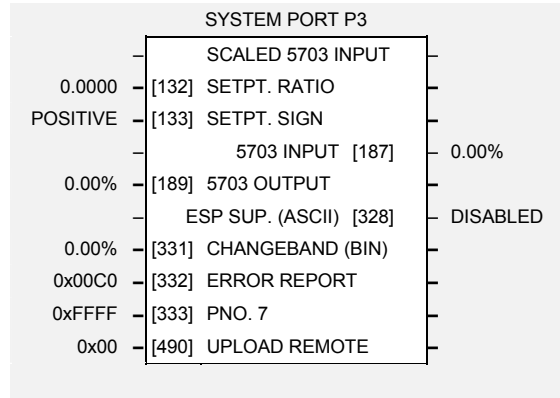 SYSTEM PORT P3
SCALED 5703 INPUT
0.0000 [132] SETPT. RATIO
POSITIVE [133] SETPT. SIGN
5703 INPUT [187] 0.00%
0.00% [189] 5703 OUTPUT
ESP SUP. (ASCII) [328] DISABLED
0.00% [331] CHANGEBAND (BIN)
0x00C0 [332] ERROR REPORT
0xFFFF [333] PNO. 7
0x00 [490] UPLOAD REMOTE